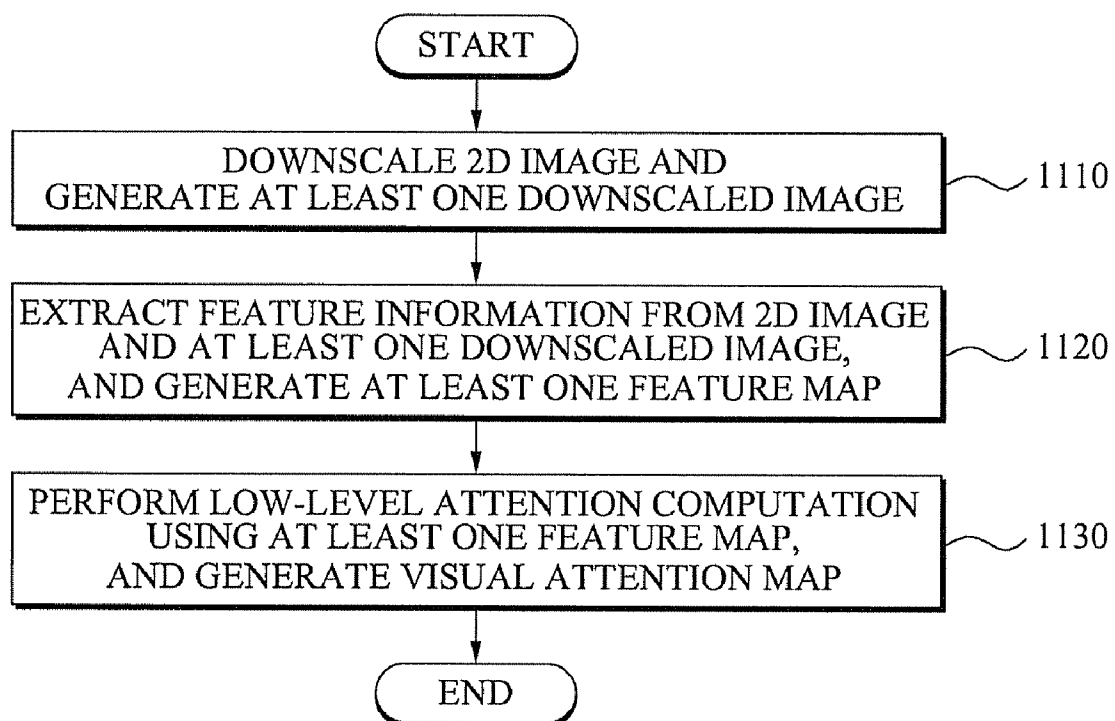 START
DOWNSCALE 2D IMAGE AND
GENERATE AT LEAST ONE DOWNSCALED IMAGE
1110
EXTRACT FEATURE INFORMATION FROM 2D IMAGE
AND AT LEAST ONE DOWNSCALED IMAGE,
AND GENERATE AT LEAST ONE FEATURE MAP
1120
PERFORM LOW-LEVEL ATTENTION COMPUTATION
USING AT LEAST ONE FEATURE MAP,
AND GENERATE VISUAL ATTENTION MAP
1130
END